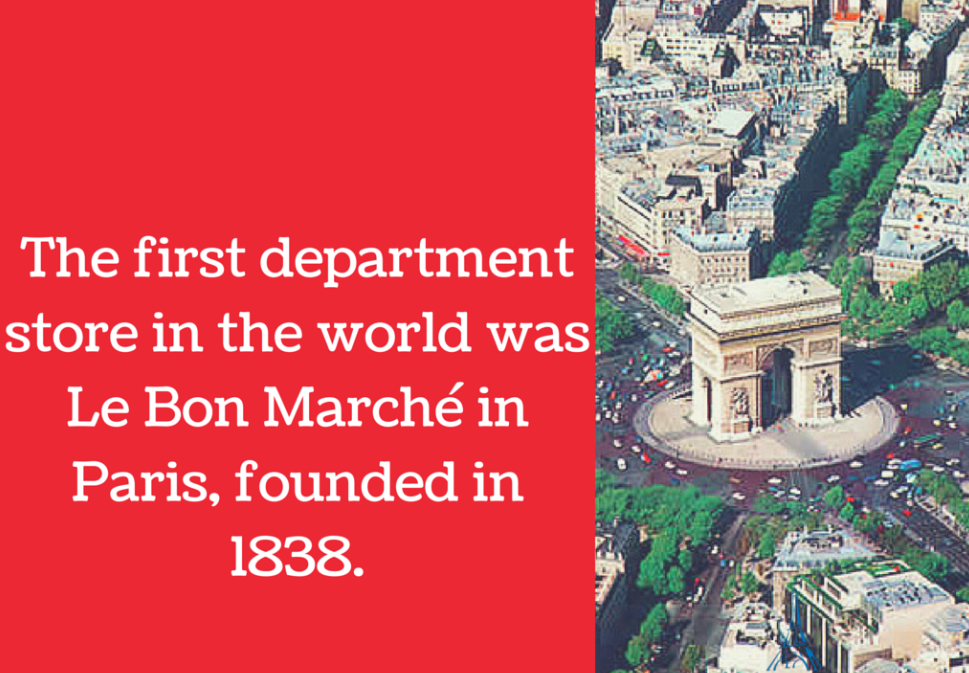 The first department
store in the world was
Le Bon Marché in
Paris, founded in
1838.